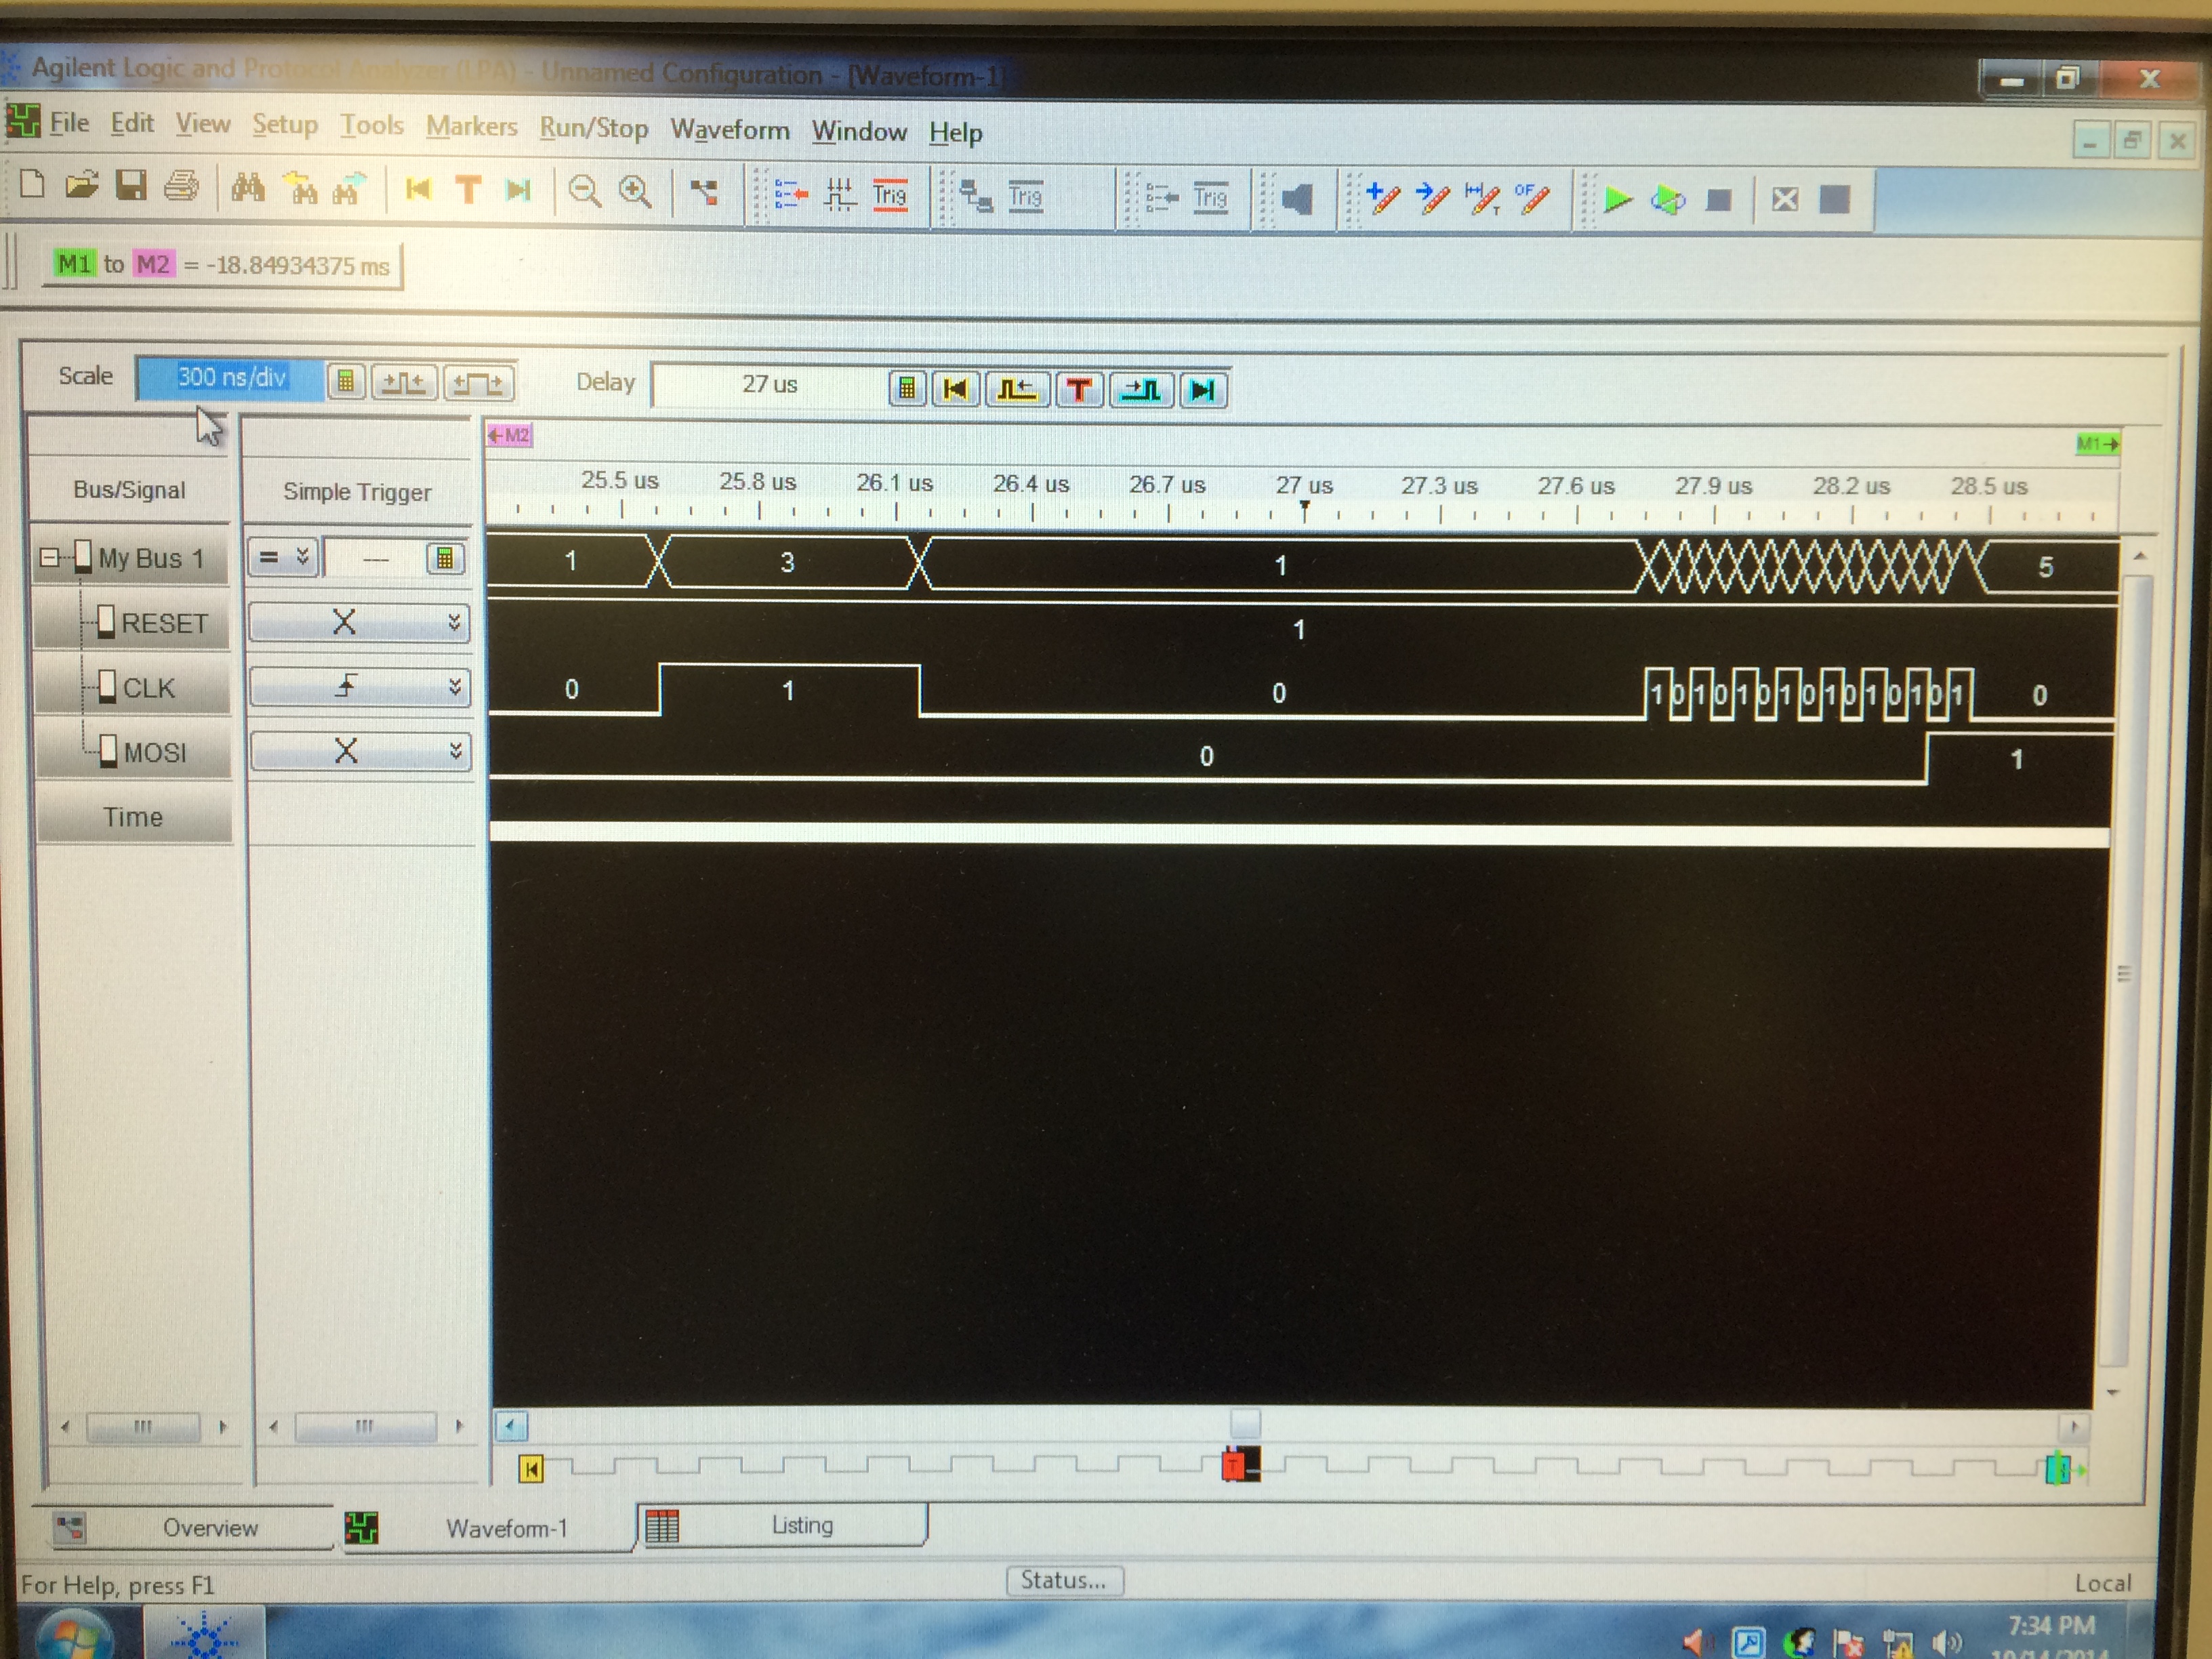 Agilent Logic and Protocol Analyzer (LPA) - Unnamed Configuration - [Waveform-1]
File Edit View Setup Tools Markers Run/Stop Waveform Window Help
T Trig Trig Trig
M1 to M2 = -18.84934375 ms
Scale 300 ns/div Delay 27 us T
M2 M1
Bus/Signal Simple Trigger 25.5 us 25.8 us 26.1 us 26.4 us 26.7 us 27 us 27.3 us 27.6 us 27.9 us 28.2 us 28.5 us
My Bus 1 = --- 1 3 1 5
RESET X 1
CLK 0 1 0 1 0 1 0 1 0 1 0 1 0 1 0 1 0 1 0
MOSI X 0 1
Time
T
Overview Waveform-1 Listing
For Help, press F1 Status... Local
7:34 PM
10/14/2014